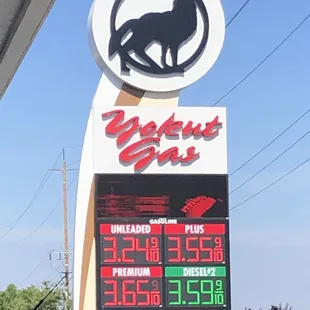 Yokut
Gas
GASOLINE
UNLEADED PLUS
3.24 9/10 3.55 9/10
PREMIUM DIESEL#2
3.65 9/10 3.59 9/10